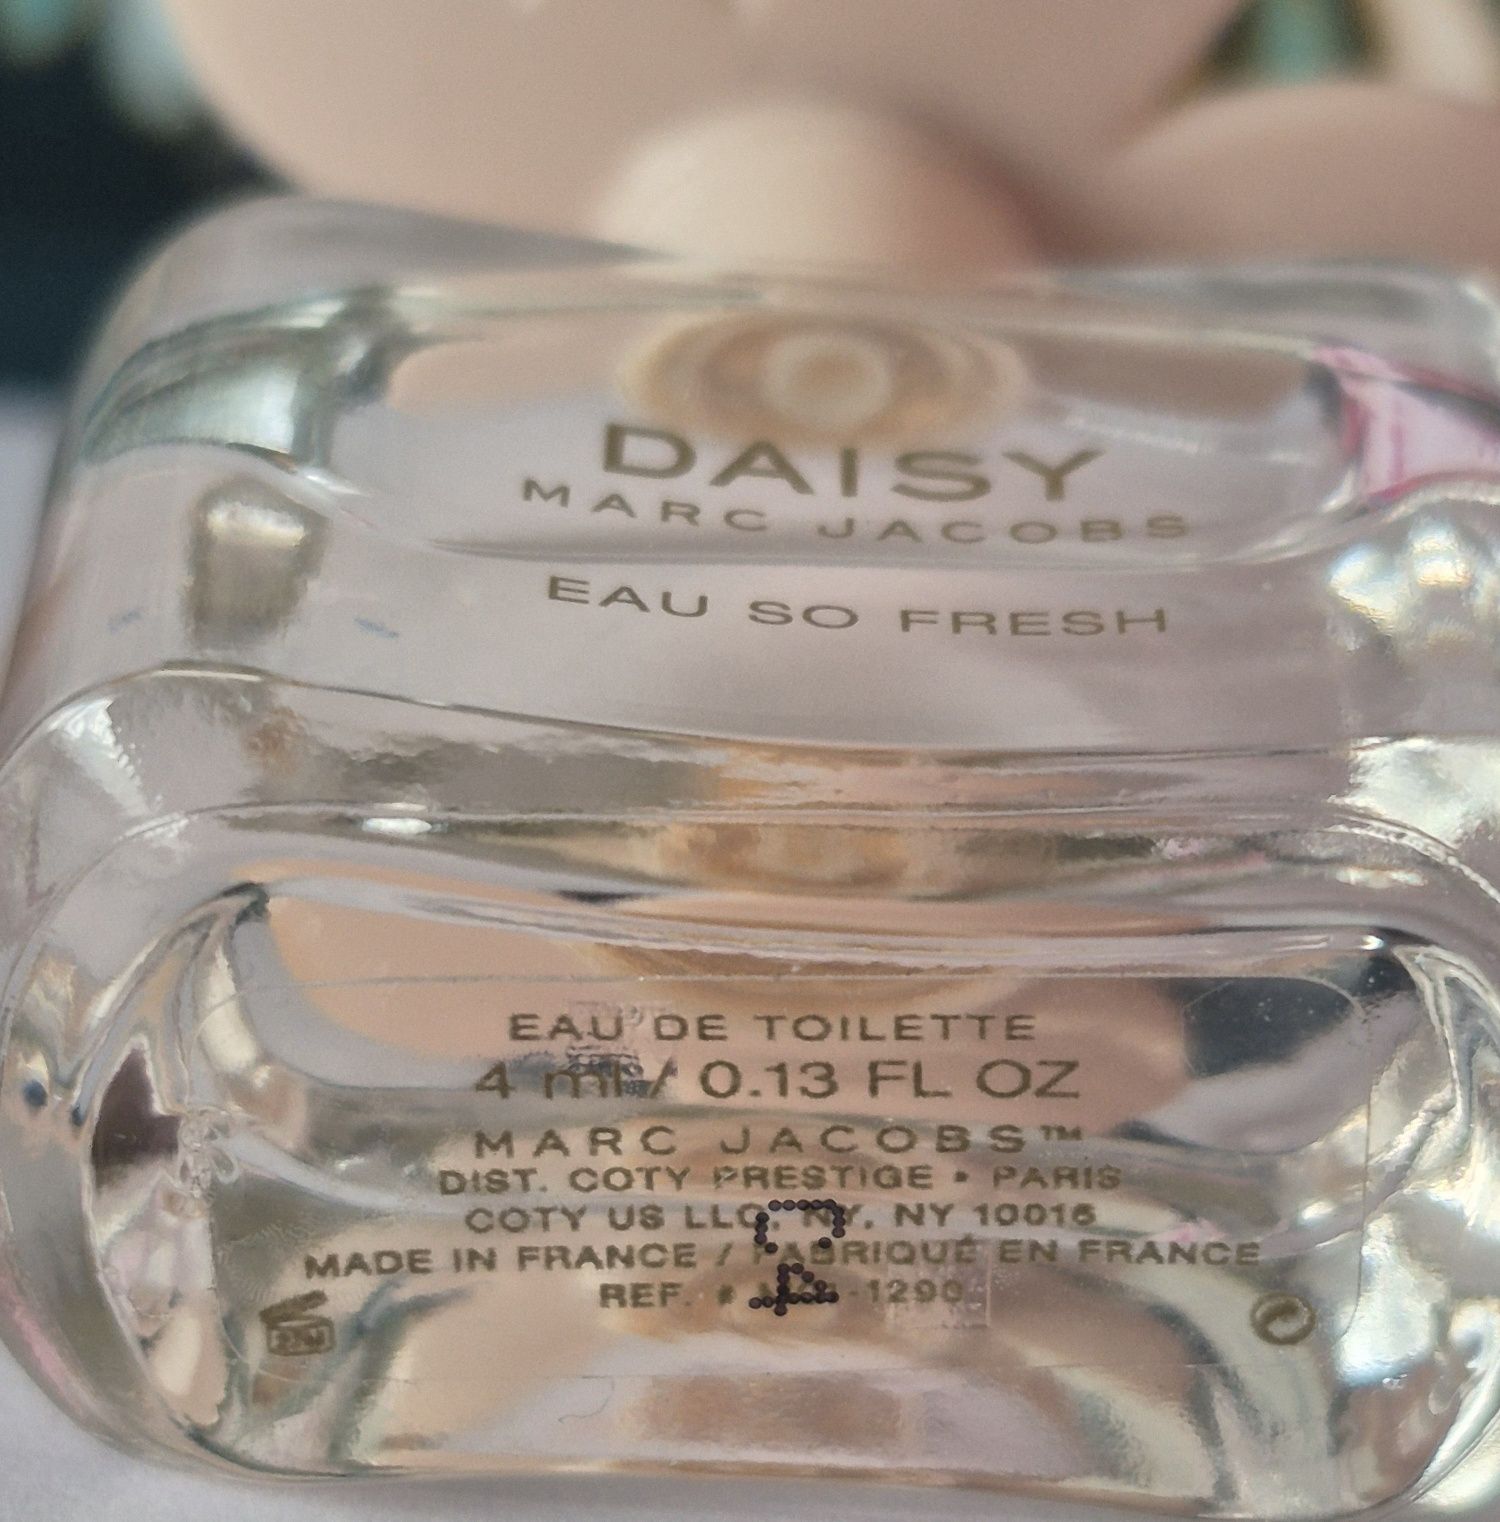 DAISY
MARC JACOBS
EAU SO FRESH
EAU DE TOILETTE
4 ml / 0.13 FL OZ
MARC JACOBS™
DIST. COTY PRESTIGE • PARIS
COTY US LLC, NY, NY 10016
MADE IN FRANCE / FABRIQUÉ EN FRANCE
REF. #